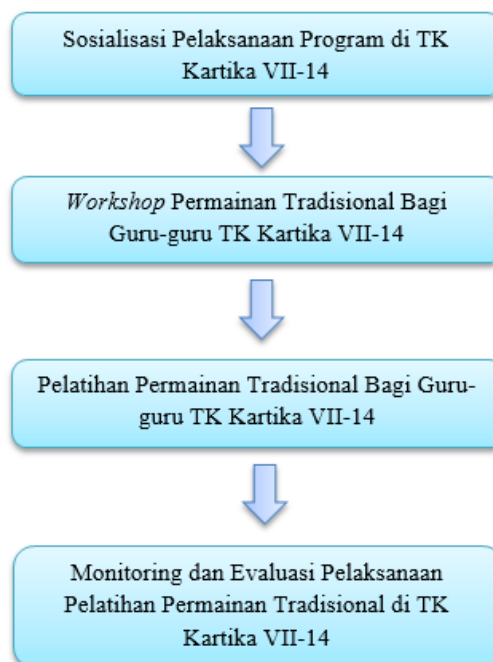 Sosialisasi Pelaksanaan Program di TK
Kartika VII-14
Workshop Permainan Tradisional Bagi
Guru-guru TK Kartika VII-14
Pelatihan Permainan Tradisional Bagi Guru-
guru TK Kartika VII-14
Monitoring dan Evaluasi Pelaksanaan
Pelatihan Permainan Tradisional di TK
Kartika VII-14